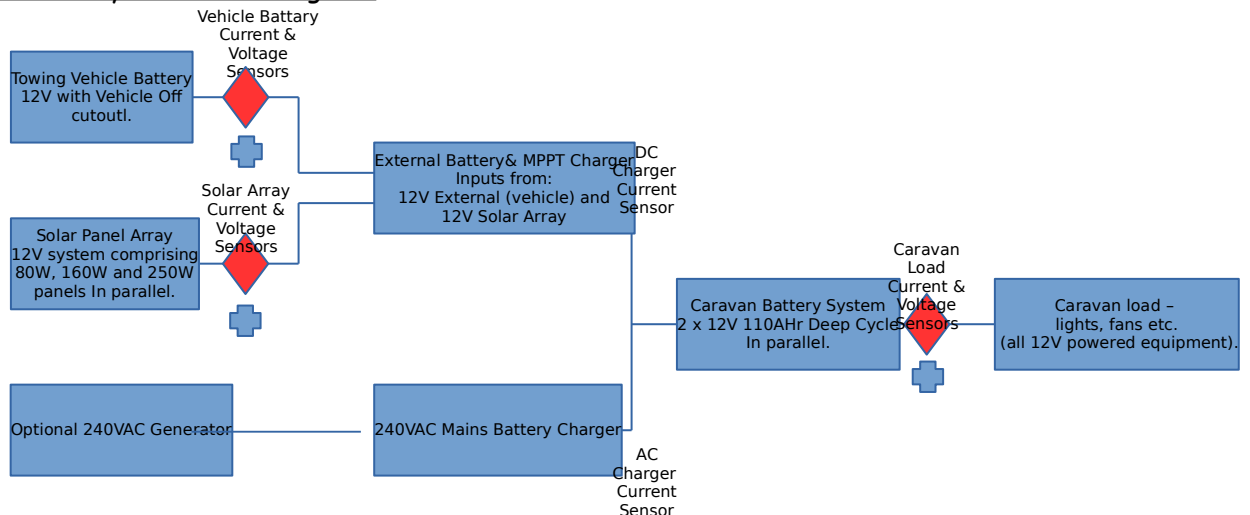 Vehicle Battary
Current &
Voltage
Sensors
Towing Vehicle Battery
12V with Vehicle Off
cutoutl.
External Battery& MPPT Charger
Inputs from:
12V External (vehicle) and
12V Solar Array
DC
Charger
Current
Sensor
Solar Array
Current &
Voltage
Sensors
Solar Panel Array
12V system comprising
80W, 160W and 250W
panels In parallel.
Caravan
Load
Current &
Voltage
Sensors
Caravan Battery System
2 x 12V 110AHr Deep Cycle
In parallel.
Caravan load –
lights, fans etc.
(all 12V powered equipment).
Optional 240VAC Generator
240VAC Mains Battery Charger
AC
Charger
Current
Sensor